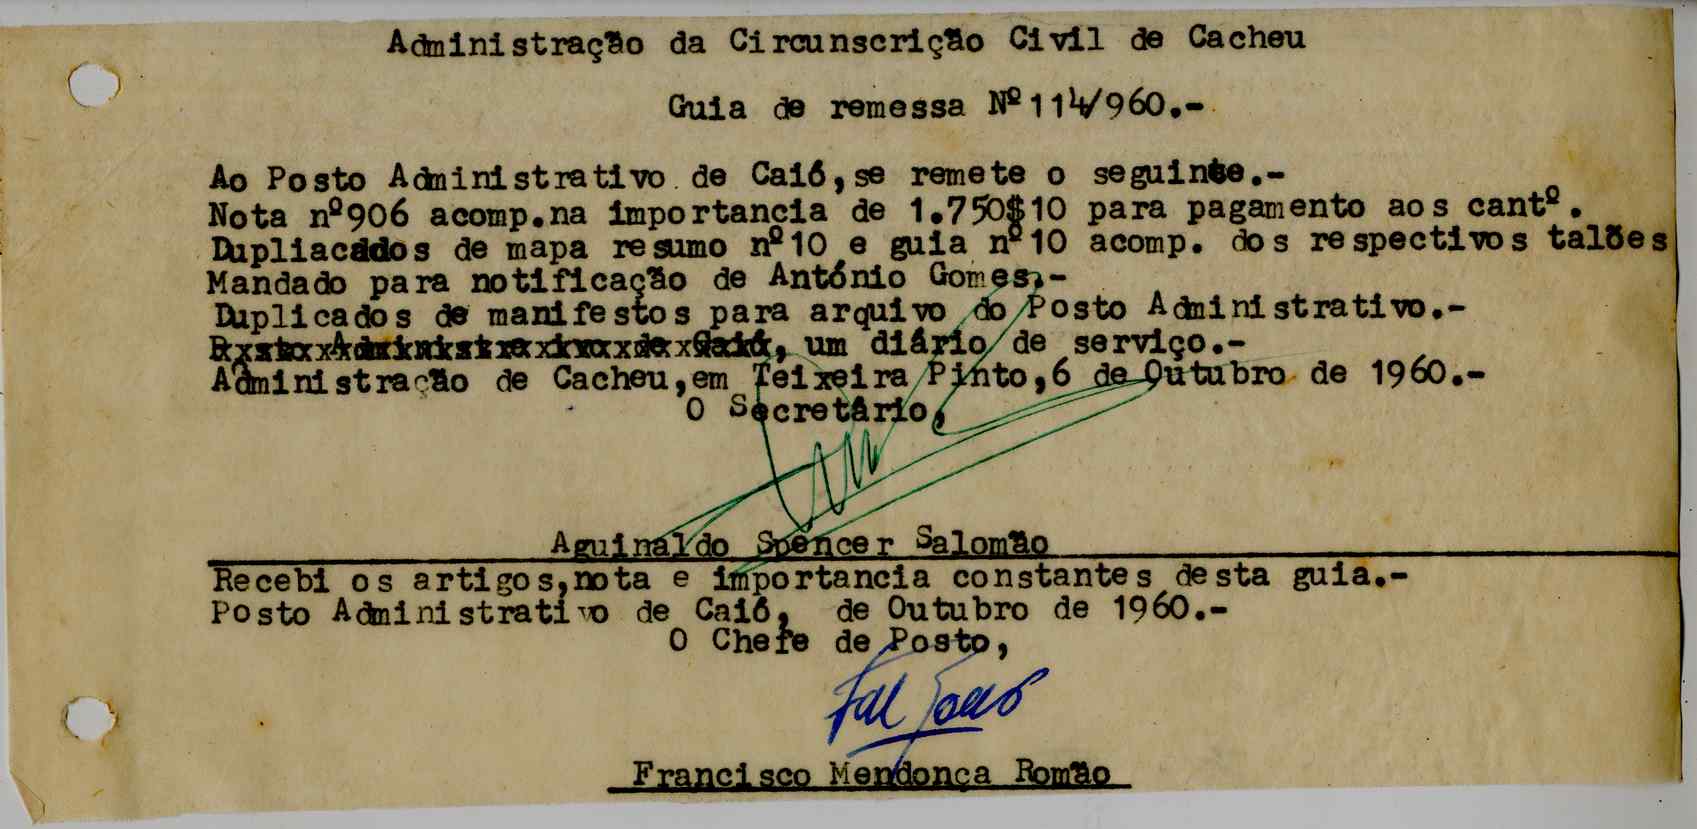 Administração da Circunscrição Civil de Cacheu
Guia de remessa Nº114/960.-
Ao Posto Administrativo de Caió,se remete o seguinte.-
Nota nº906 acomp.na importancia de 1.750$10 para pagamento aos cantº.
Dupliacados de mapa resumo nº10 e guia nº10 acomp. dos respectivos talões
Mandado para notificação de António Gomes.-
Duplicados de manifestos para arquivo do Posto Administrativo.-
um diário de serviço.-
Administração de Cacheu,em Teixeira Pinto,6 de Outubro de 1960.-
O Secretário,
Aguinaldo Spencer Salomão
Recebi os artigos,nota e importancia constantes desta guia.-
Posto Administrativo de Caió, de Outubro de 1960.-
O Chefe de Posto,
Francisco Mendonça Romão